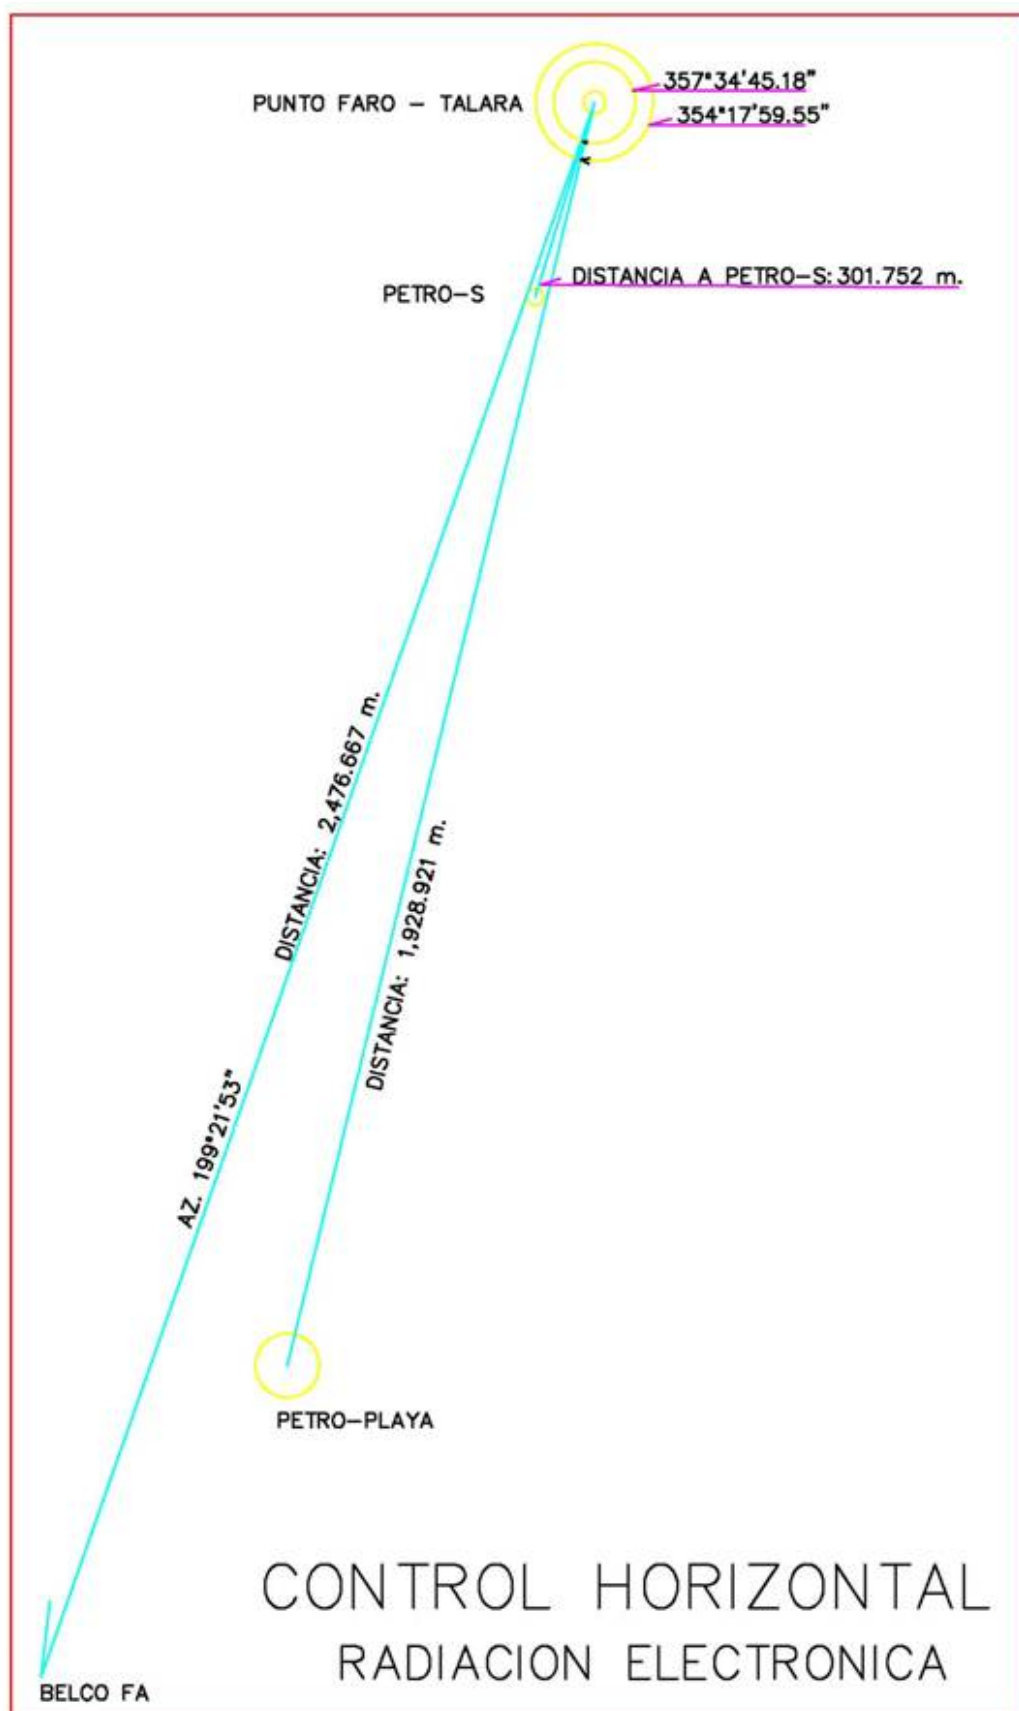 357°34'45.18"
PUNTO FARO - TALARA
354°17'59.55"
DISTANCIA A PETRO-S: 301.752 m.
PETRO-S
DISTANCIA: 2,476.667 m.
DISTANCIA: 1,928.921 m.
AZ. 199°21'53"
PETRO-PLAYA
CONTROL HORIZONTAL
RADIACION ELECTRONICA
BELCO FA